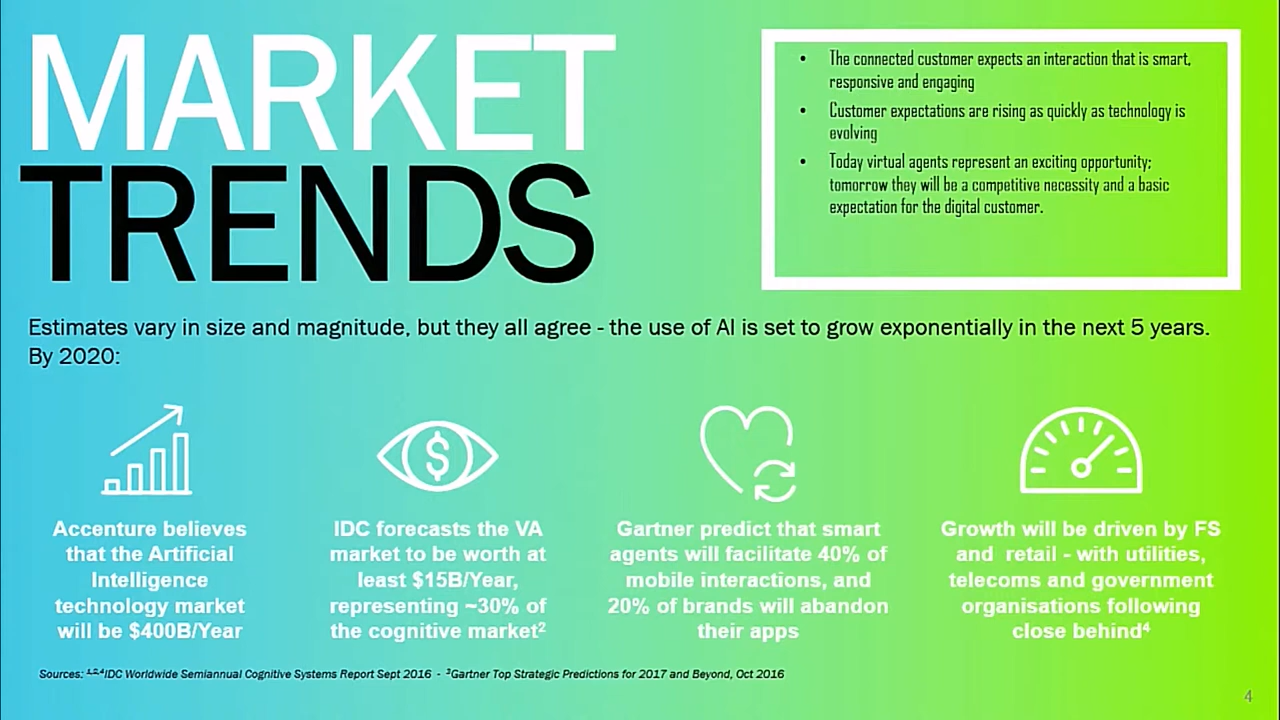 MARKET
TRENDS
• The connected customer expects an interaction that is smart,
responsive and engaging
• Customer expectations are rising as quickly as technology is
evolving
• Today virtual agents represent an exciting opportunity;
tomorrow they will be a competitive necessity and a basic
expectation for the digital customer.
Estimates vary in size and magnitude, but they all agree - the use of AI is set to grow exponentially in the next 5 years.
By 2020:
$
Accenture believes
that the Artificial
Intelligence
technology market
will be $400B/Year
IDC forecasts the VA
market to be worth at
least $15B/Year,
representing ~30% of
the cognitive market²
Gartner predict that smart
agents will facilitate 40% of
mobile interactions, and
20% of brands will abandon
their apps
Growth will be driven by FS
and retail - with utilities,
telecoms and government
organisations following
close behind⁴
Sources: ¹,²,⁴IDC Worldwide Semiannual Cognitive Systems Report Sept 2016 - ³Gartner Top Strategic Predictions for 2017 and Beyond, Oct 2016
4